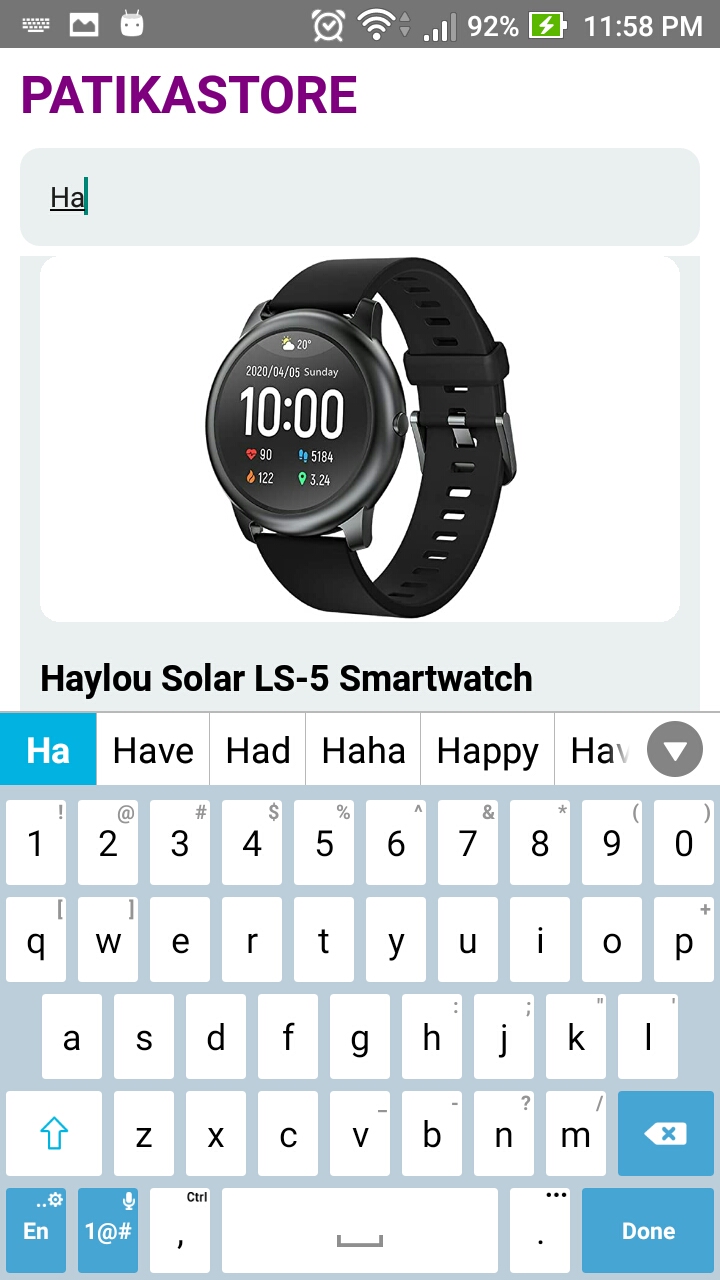 92% 11:58 PM
PATIKASTORE
Ha
20°
2020/04/05 Sunday
10:00
90 5184
122 3.24
Haylou Solar LS-5 Smartwatch
Ha Have Had Haha Happy Hav
! @ # $ % ^ & * ( )
1 2 3 4 5 6 7 8 9 0
[ ] +
q w e r t y u i o p
: ; " '
a s d f g h j k l
_ - ? /
z x c v b n m
Ctrl
En 1@# , . Done